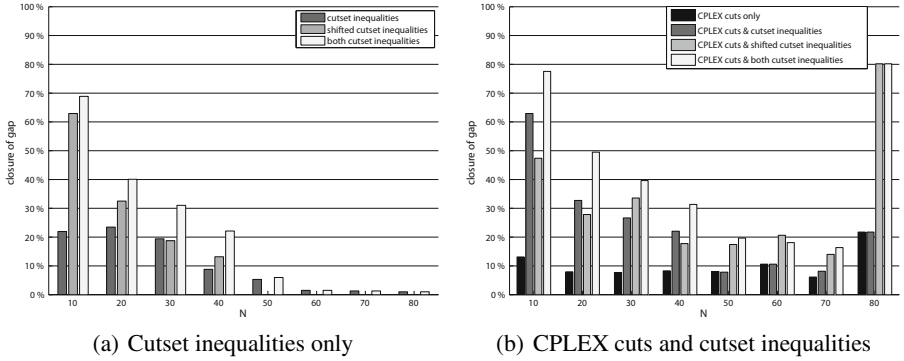 100 %
90 %
80 %
70 %
60 %
50 %
40 %
30 %
20 %
10 %
0 %
closure of gap
cutset inequalities
shifted cutset inequalities
both cutset inequalities
10 20 30 40 50 60 70 80
N
(a) Cutset inequalities only
100 %
90 %
80 %
70 %
60 %
50 %
40 %
30 %
20 %
10 %
0 %
closure of gap
CPLEX cuts only
CPLEX cuts & cutset inequalities
CPLEX cuts & shifted cutset inequalities
CPLEX cuts & both cutset inequalities
10 20 30 40 50 60 70 80
N
(b) CPLEX cuts and cutset inequalities